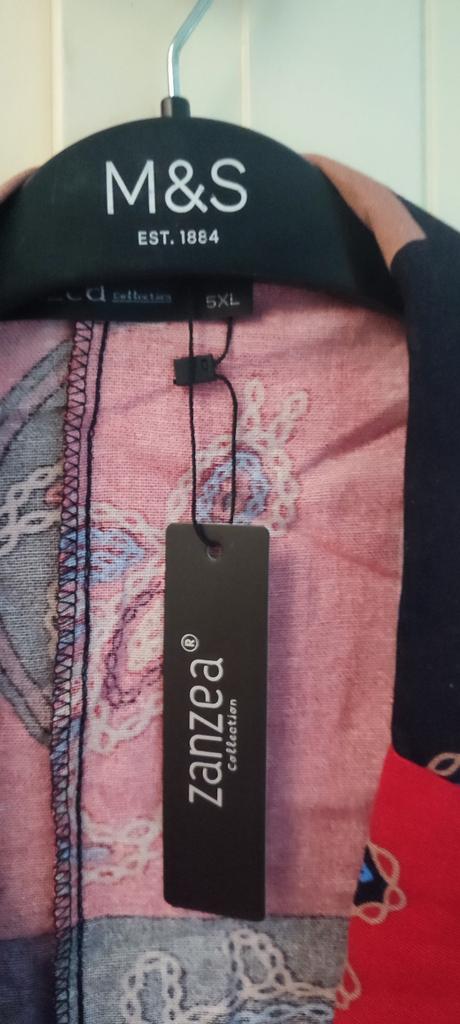 M&S
EST. 1884
Collection 5XL
zanzea®
Collection